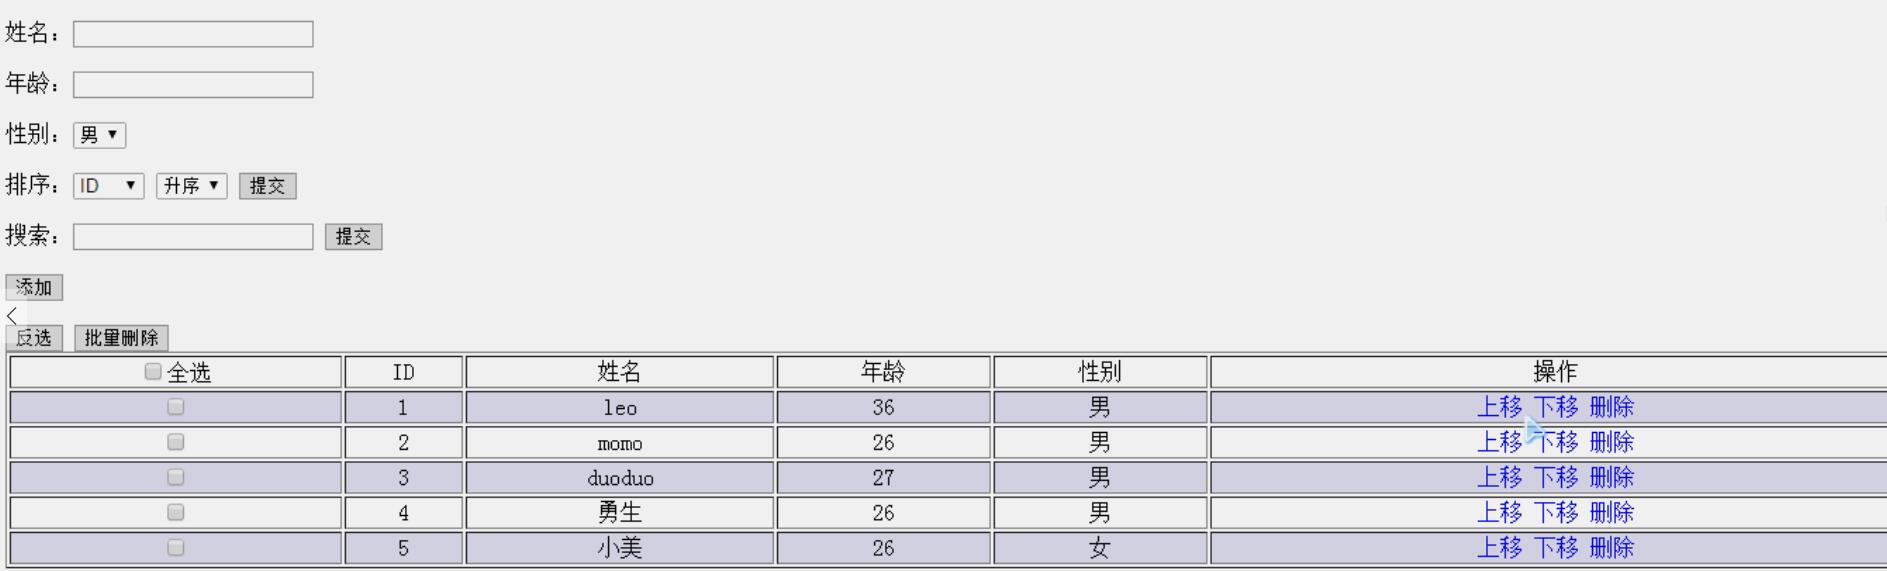 姓名：
年龄：
性别： 男
排序： ID 升序 提交
搜索： 提交
添加
反选 批量删除
全选 ID 姓名 年龄 性别 操作
1 leo 36 男 上移 下移 删除
2 momo 26 男 上移 下移 删除
3 duoduo 27 男 上移 下移 删除
4 勇生 26 男 上移 下移 删除
5 小美 26 女 上移 下移 删除